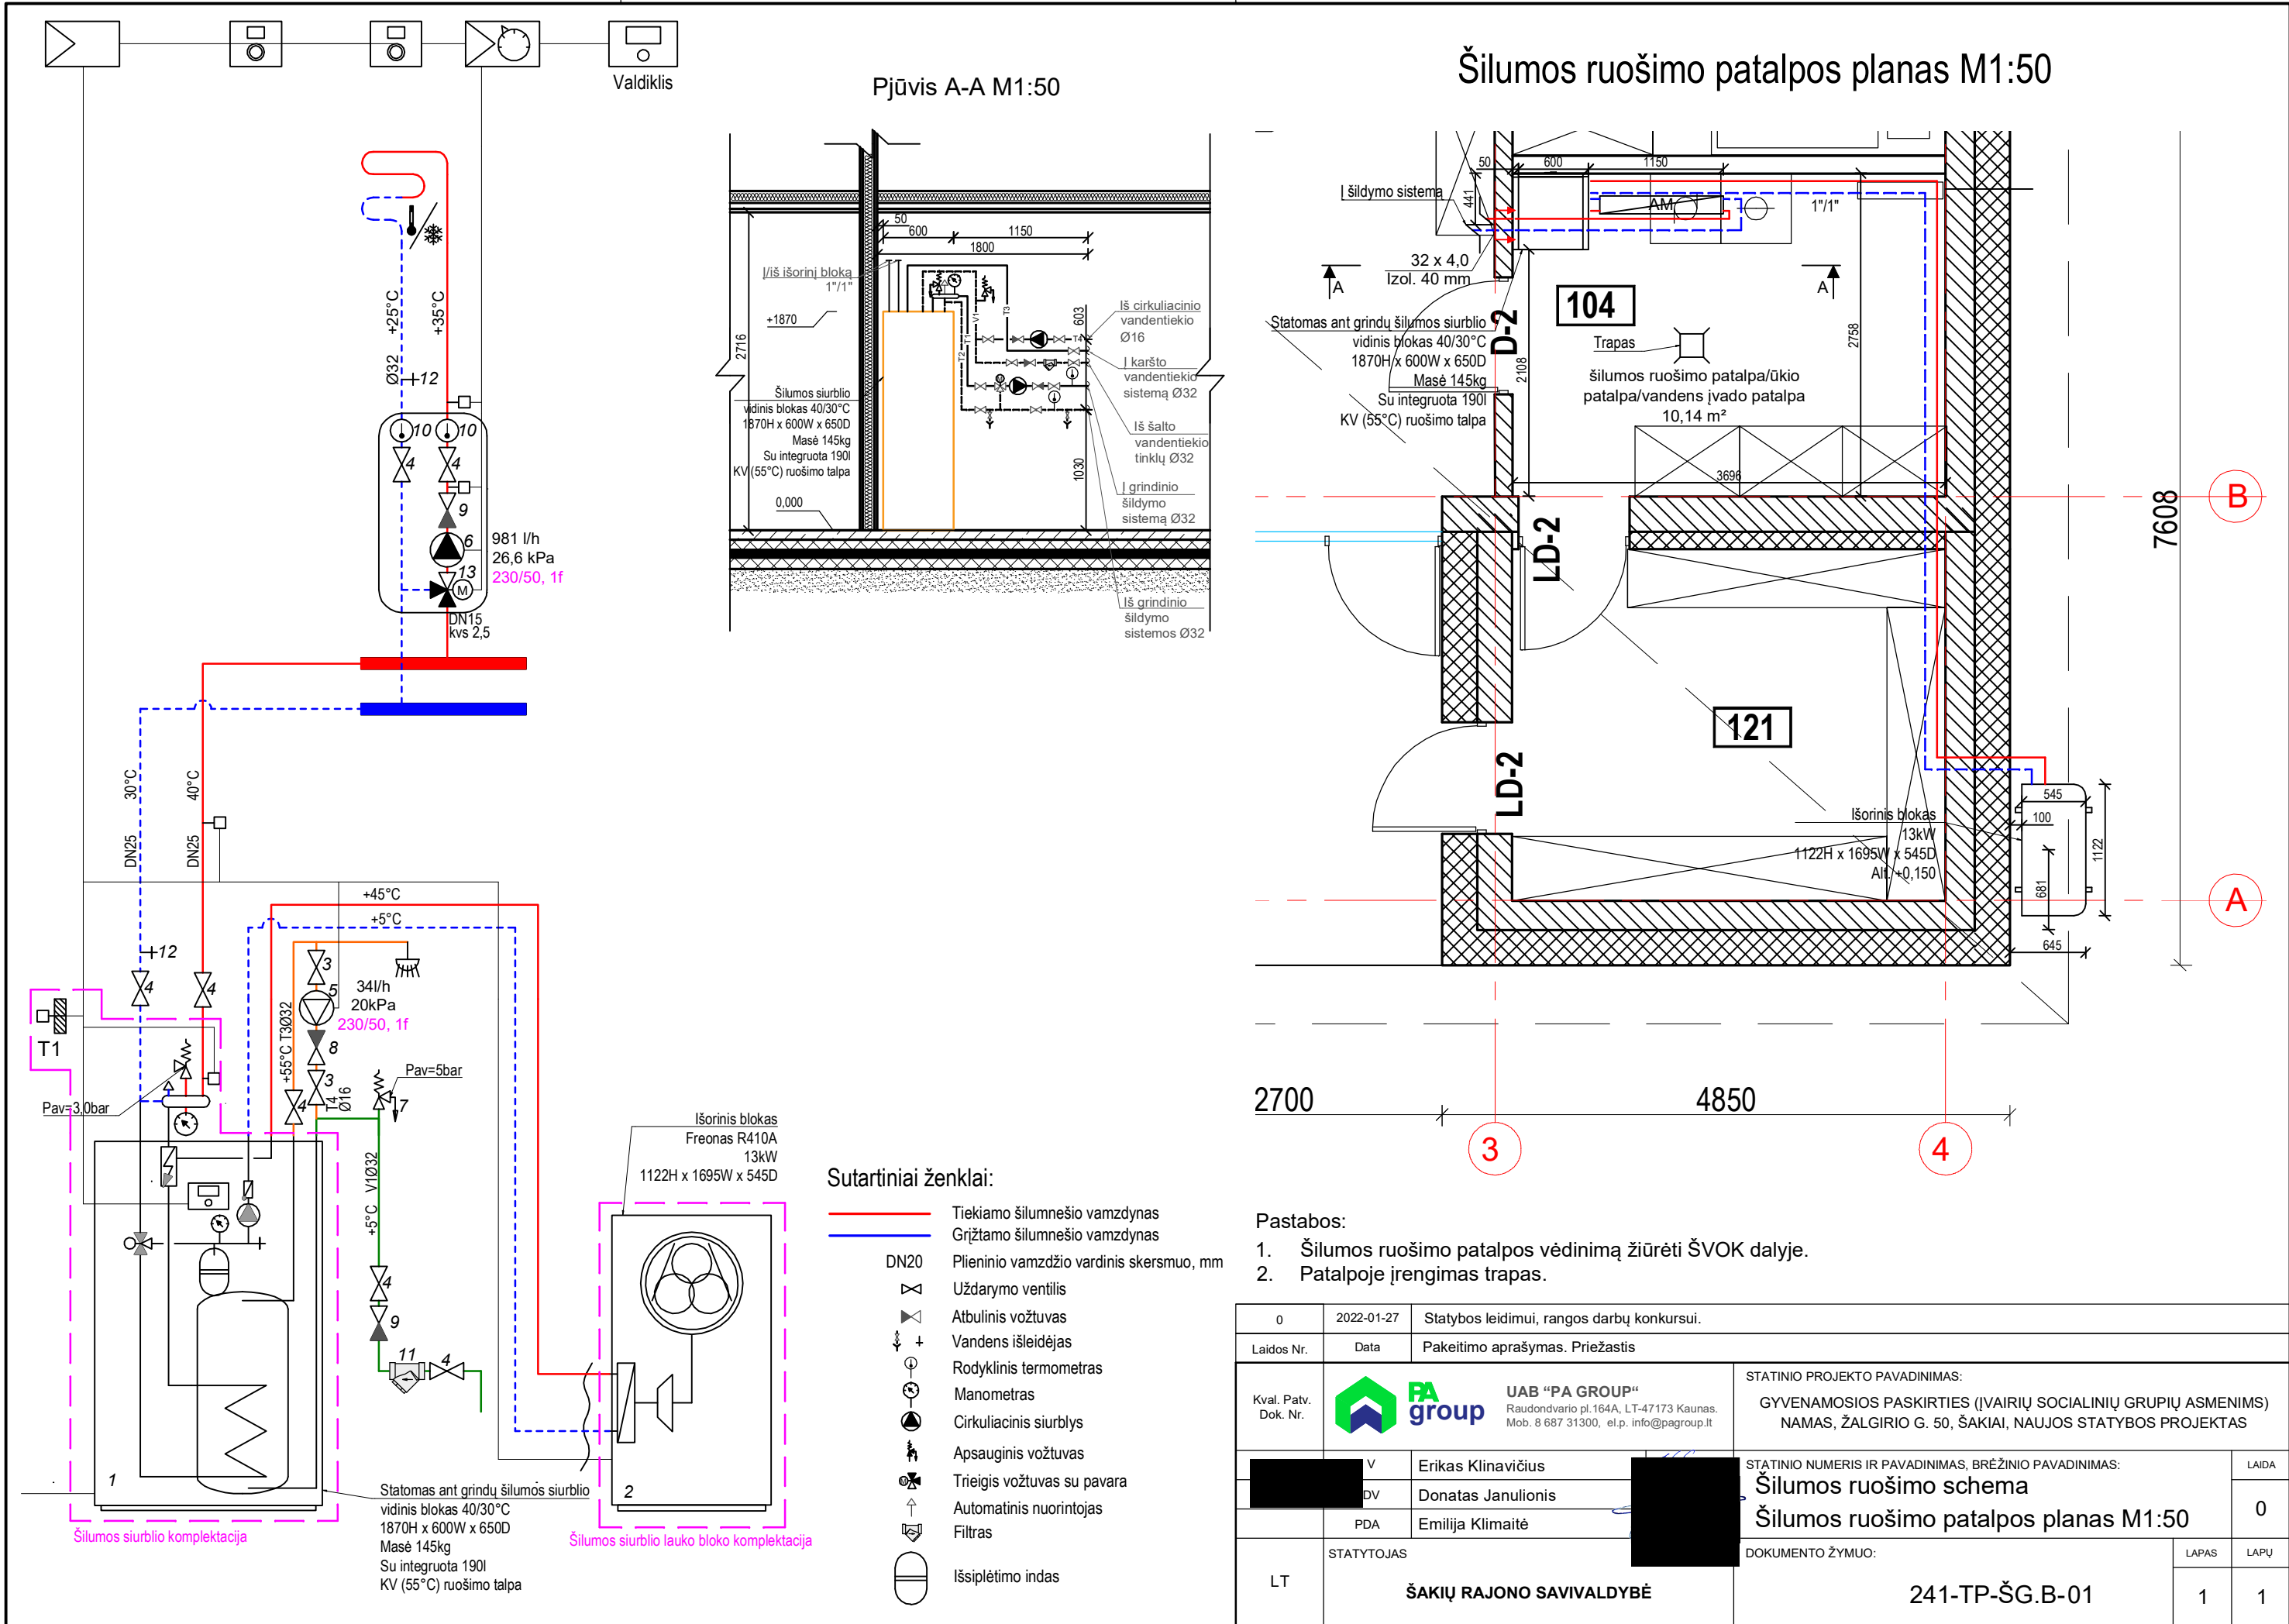 Valdiklis
Pjūvis A-A M1:50
Šilumos ruošimo patalpos planas M1:50
+25°C
+35°C
Ø32
12
10
10
4
4
9
6
981 l/h
26,6 kPa
230/50, 1f
13
M
DN15
kvs 2,5
30°C
40°C
DN25
DN25
+45°C
+5°C
12
4
4
T1
Pav=3,0bar
3
5
34l/h
20kPa
230/50, 1f
8
3
+55°C T3Ø32
T4
Ø16
4
Pav=5bar
7
+5°C V1Ø32
4
9
11
4
1
Šilumos siurblio komplektacija
Statomas ant grindų šilumos siurblio
vidinis blokas 40/30°C
1870H x 600W x 650D
Masė 145kg
Su integruota 190l
KV (55°C) ruošimo talpa
Išorinis blokas
Freonas R410A
13kW
1122H x 1695W x 545D
2
Šilumos siurblio lauko bloko komplektacija
50
600
1150
1800
Į/iš išorinį bloką
1"/1"
+1870
2716
Šilumos siurblio
vidinis blokas 40/30°C
1870H x 600W x 650D
Masė 145kg
Su integruota 190l
KV (55°C) ruošimo talpa
0,000
V1
T3
T2
T1
T4
M
603
1030
Iš cirkuliacinio
vandentiekio
Ø16
Į karšto
vandentiekio
sistemą Ø32
Iš šalto
vandentiekio
tinklų Ø32
Į grindinio
šildymo
sistemą Ø32
Iš grindinio
šildymo
sistemos Ø32
50
600
1150
Į šildymo sistemą
441
AM
1"/1"
32 x 4,0
Izol. 40 mm
A
A
104
Statomas ant grindų šilumos siurblio
vidinis blokas 40/30°C
1870H x 600W x 650D
Masė 145kg
Su integruota 190l
KV (55°C) ruošimo talpa
D-2
2108
Trapas
2758
šilumos ruošimo patalpa/ūkio
patalpa/vandens įvado patalpa
10,14 m²
3696
B
7608
LD-2
121
LD-2
Išorinis blokas
13kW
1122H x 1695W x 545D
Alt. +0,150
545
100
1122
681
645
A
2700
4850
3
4
Sutartiniai ženklai:
Tiekiamo šilumnešio vamzdynas
Grįžtamo šilumnešio vamzdynas
DN20 Plieninio vamzdžio vardinis skersmuo, mm
Uždarymo ventilis
Atbulinis vožtuvas
Vandens išleidėjas
Rodyklinis termometras
Manometras
Cirkuliacinis siurblys
Apsauginis vožtuvas
Trieigis vožtuvas su pavara
Automatinis nuorintojas
Filtras
Išsiplėtimo indas
Pastabos:
1. Šilumos ruošimo patalpos vėdinimą žiūrėti ŠVOK dalyje.
2. Patalpoje įrengimas trapas.
0 2022-01-27 Statybos leidimui, rangos darbų konkursui.
Laidos Nr. Data Pakeitimo aprašymas. Priežastis
Kval. Patv.
Dok. Nr.
PA
group
UAB “PA GROUP“
Raudondvario pl.164A, LT-47173 Kaunas.
Mob. 8 687 31300, el.p. info@pagroup.lt
STATINIO PROJEKTO PAVADINIMAS:
GYVENAMOSIOS PASKIRTIES (ĮVAIRIŲ SOCIALINIŲ GRUPIŲ ASMENIMS)
NAMAS, ŽALGIRIO G. 50, ŠAKIAI, NAUJOS STATYBOS PROJEKTAS
V Erikas Klinavičius
DV Donatas Janulionis
PDA Emilija Klimaitė
STATINIO NUMERIS IR PAVADINIMAS, BRĖŽINIO PAVADINIMAS:
Šilumos ruošimo schema
Šilumos ruošimo patalpos planas M1:50
LAIDA
0
LT
STATYTOJAS
ŠAKIŲ RAJONO SAVIVALDYBĖ
DOKUMENTO ŽYMUO:
241-TP-ŠG.B-01
LAPAS
1
LAPŲ
1